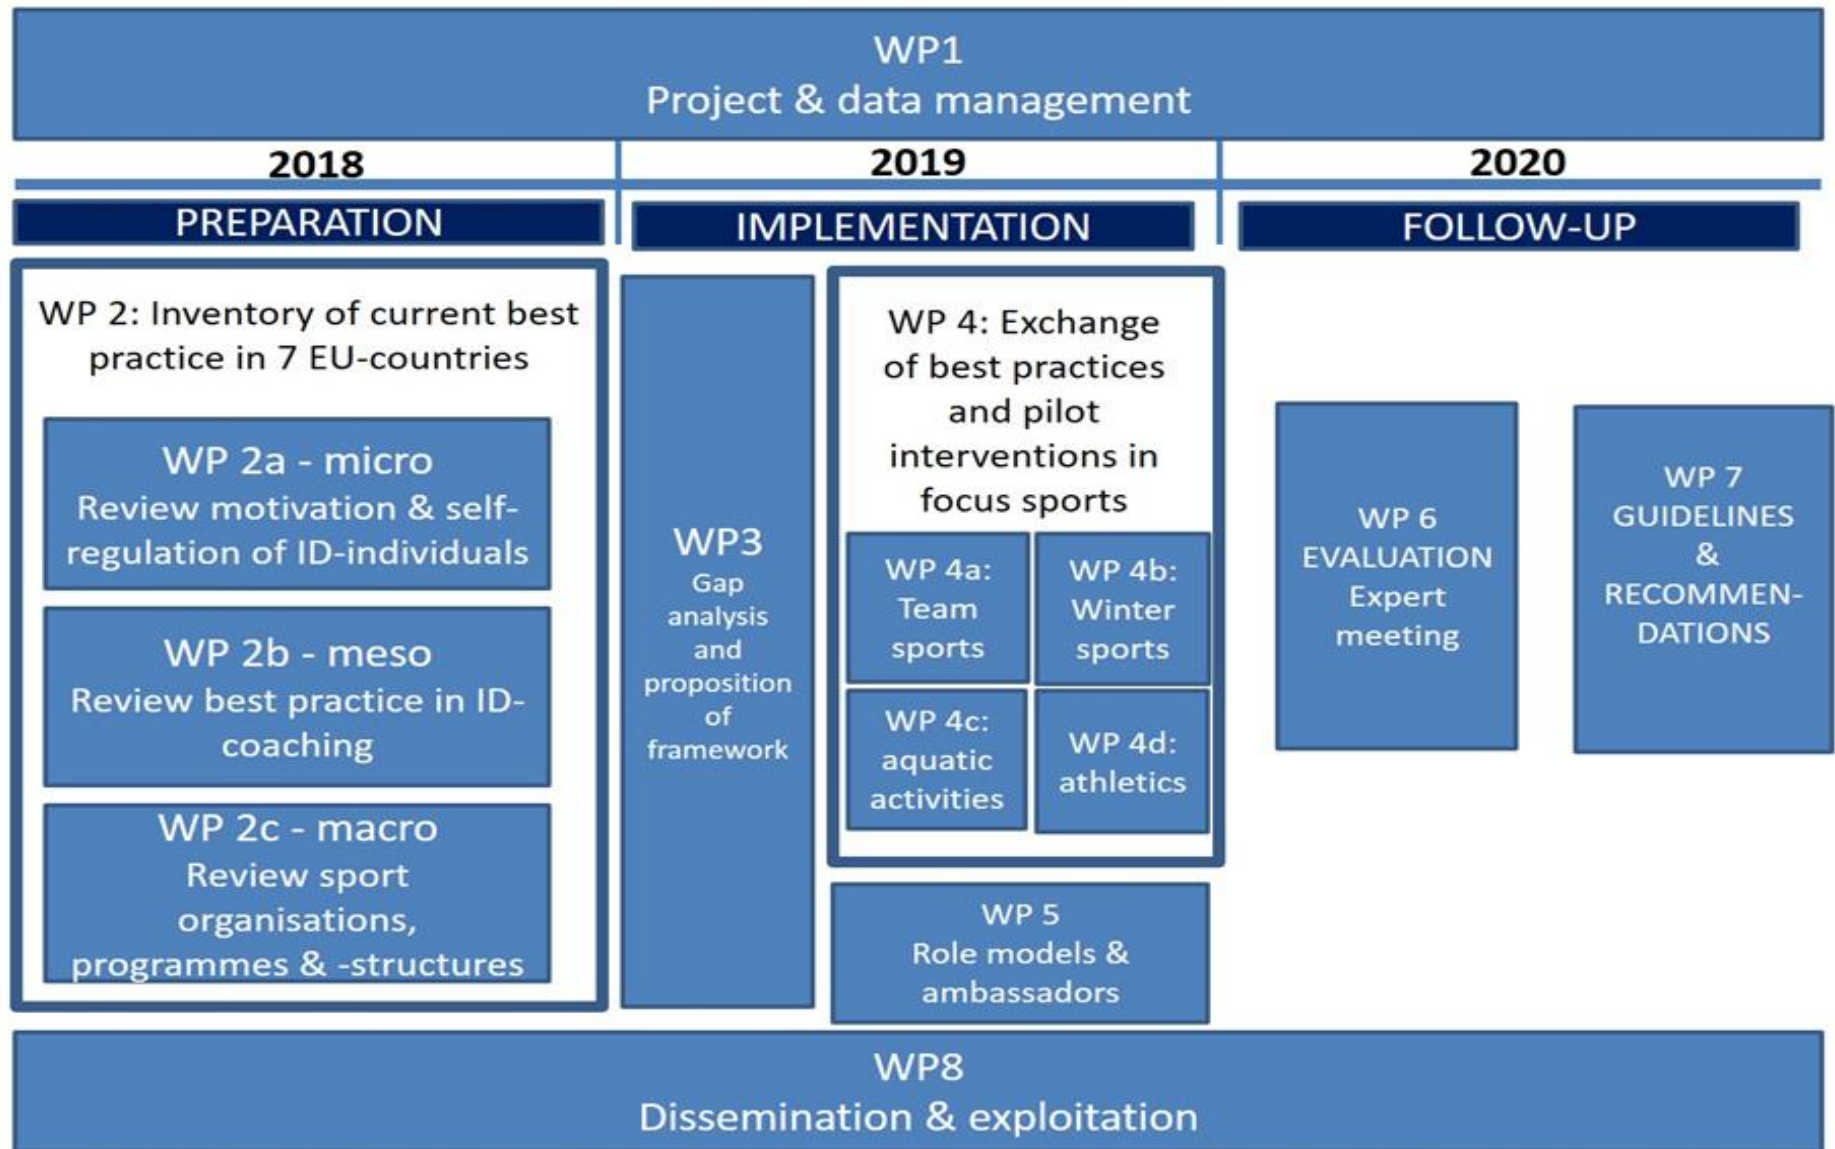 WP1
Project & data management
2018
2019
2020
PREPARATION
IMPLEMENTATION
FOLLOW-UP
WP 2: Inventory of current best
practice in 7 EU-countries
WP 2a - micro
Review motivation & self-
regulation of ID-individuals
WP 2b - meso
Review best practice in ID-
coaching
WP 2c - macro
Review sport
organisations,
programmes & -structures
WP3
Gap
analysis
and
proposition
of
framework
WP 4: Exchange
of best practices
and pilot
interventions in
focus sports
WP 4a:
Team
sports
WP 4b:
Winter
sports
WP 4c:
aquatic
activities
WP 4d:
athletics
WP 5
Role models &
ambassadors
WP 6
EVALUATION
Expert
meeting
WP 7
GUIDELINES
&
RECOMMEN-
DATIONS
WP8
Dissemination & exploitation